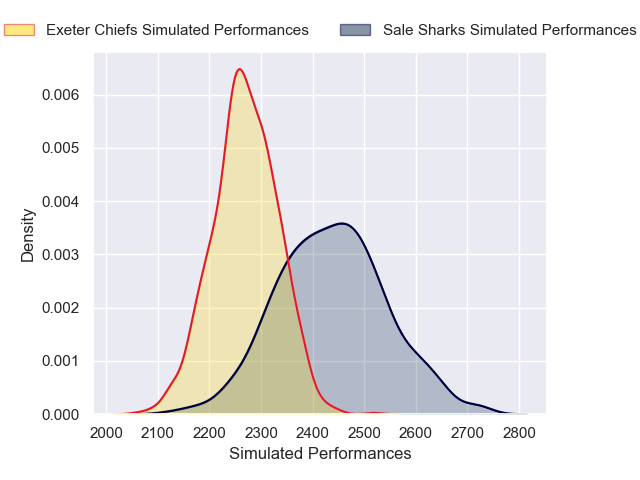 Exeter Chiefs Simulated Performances Sale Sharks Simulated Performances
0.006
0.005
0.004
0.003
0.002
0.001
0.000
Density
2000 2100 2200 2300 2400 2500 2600 2700 2800
Simulated Performances